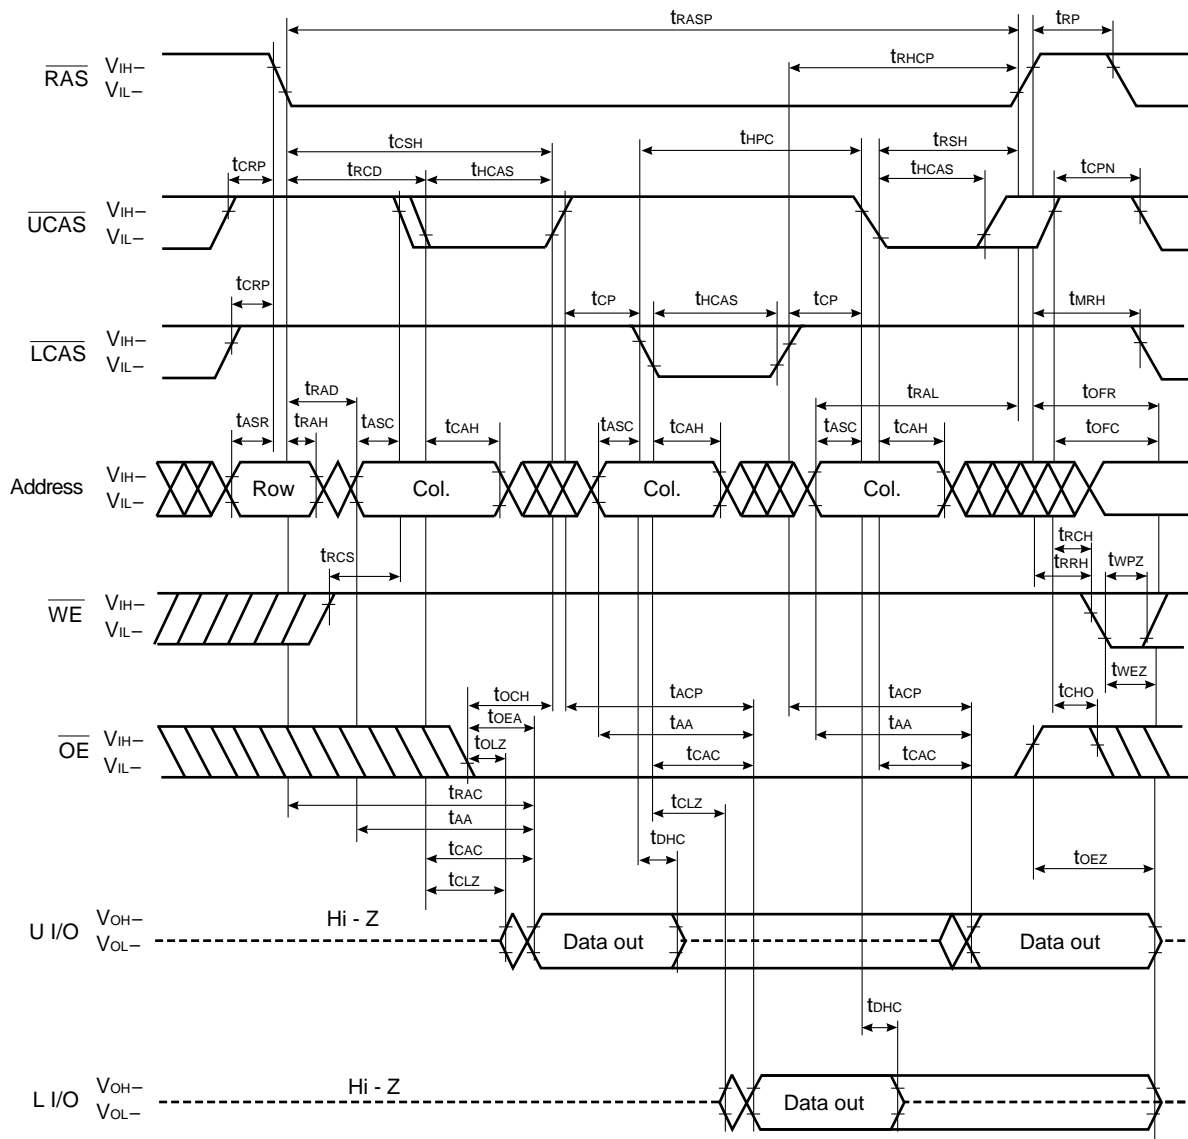 tRASP tRP
tRHCP
RAS VIH–
VIL–
tCSH tHPC tRSH
tCRP tRCD tHCAS tHCAS tCPN
UCAS VIH–
VIL–
tCRP tCP tHCAS tCP tMRH
LCAS VIH–
VIL–
tRAD tRAL tOFR
tASR tRAH tASC tCAH tASC tCAH tASC tCAH tOFC
Address VIH–
VIL–
Row Col. Col. Col.
tRCS tRCH
tRRH tWPZ
WE VIH–
VIL–
tWEZ
tOCH tACP tACP tCHO
tOEA tAA tAA
OE VIH–
VIL–
tOLZ tCAC tCAC
tRAC
tCLZ
tAA
tDHC
tCAC tOEZ
tCLZ
U I/O VOH–
VOL–
Hi - Z Data out Data out
tDHC
L I/O VOH–
VOL–
Hi - Z Data out